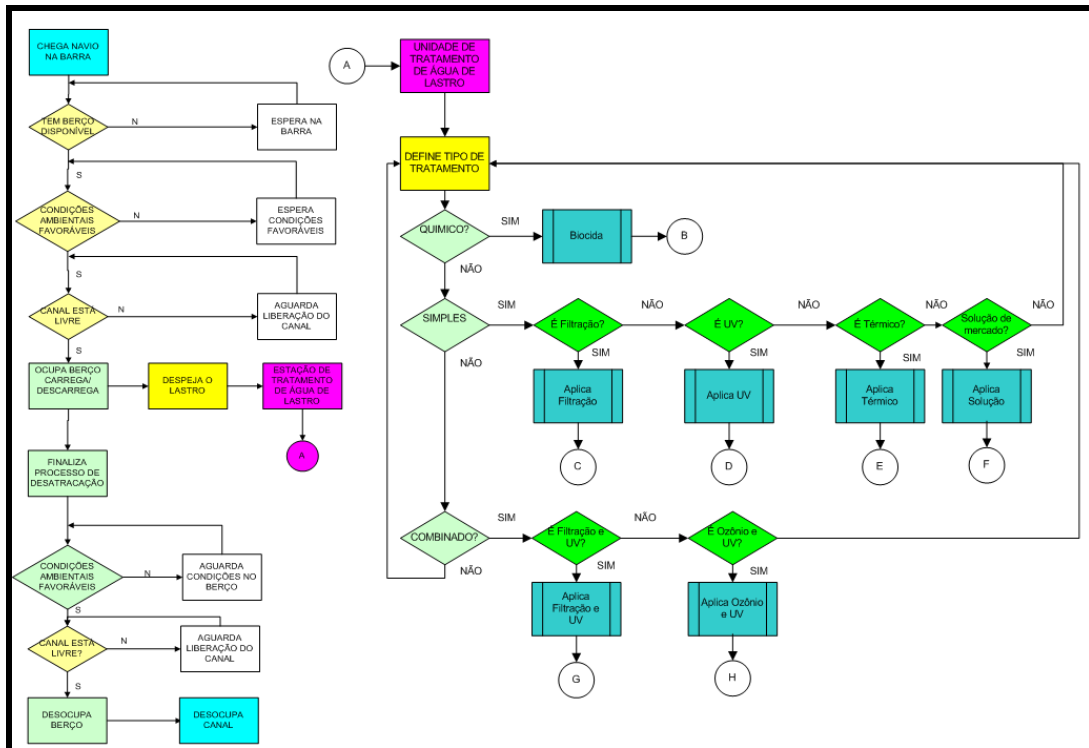 CHEGA NAVIO
NA BARRA
TEM BERÇO
DISPONÍVEL
N
ESPERA NA
BARRA
S
CONDIÇÕES
AMBIENTAIS
FAVORÁVEIS
N
ESPERA
CONDIÇÕES
FAVORÁVEIS
S
CANAL ESTÁ
LIVRE
N
AGUARDA
LIBERAÇÃO DO
CANAL
S
OCUPA BERÇO
CARREGA/
DESCARREGA
DESPEJA O
LASTRO
ESTAÇÃO DE
TRATAMENTO
DE ÁGUA DE
LASTRO
A
FINALIZA
PROCESSO DE
DESATRACAÇÃO
CONDIÇÕES
AMBIENTAIS
FAVORÁVEIS
N
AGUARDA
CONDIÇÕES NO
BERÇO
S
CANAL ESTÁ
LIVRE?
N
AGUARDA
LIBERAÇÃO DO
CANAL
S
DESOCUPA
BERÇO
DESOCUPA
CANAL
A
UNIDADE DE
TRATAMENTO
DE ÁGUA DE
LASTRO
DEFINE TIPO DE
TRATAMENTO
QUIMICO?
SIM
Biocida
B
NÃO
SIMPLES
SIM
É Filtração?
NÃO
É UV?
NÃO
É Térmico?
NÃO
Solução de
mercado?
NÃO
SIM
SIM
SIM
SIM
Aplica
Filtração
Aplica UV
Aplica
Térmico
Aplica
Solução
C
D
E
F
NÃO
COMBINADO?
SIM
É Filtração e
UV?
NÃO
É Ozônio e
UV?
NÃO
SIM
SIM
Aplica
Filtração e
UV
Aplica Ozônio
e UV
G
H